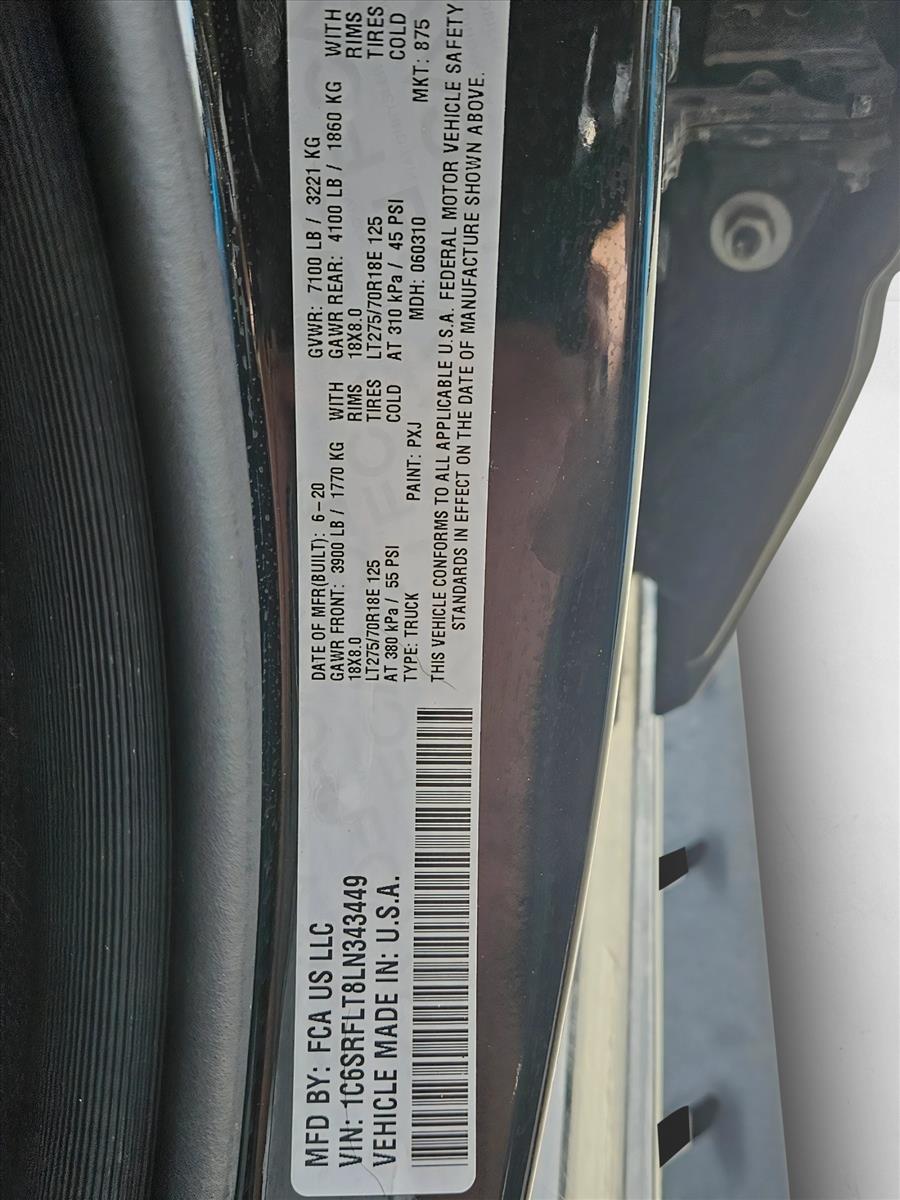 MFD BY: FCA US LLC
VIN: 1C6SRFLT8LN343449
VEHICLE MADE IN: U.S.A.
DATE OF MFR(BUILT): 6-20 GVWR: 7100 LB / 3221 KG
GAWR FRONT: 3900 LB / 1770 KG WITH GAWR REAR: 4100 LB / 1860 KG WITH
18X8.0 RIMS 18X8.0 RIMS
LT275/70R18E 125 TIRES LT275/70R18E 125 TIRES
AT 380 kPa / 55 PSI COLD AT 310 kPa / 45 PSI COLD
TYPE: TRUCK PAINT: PXJ MDH: 060310 MKT: 875
THIS VEHICLE CONFORMS TO ALL APPLICABLE U.S.A. FEDERAL MOTOR VEHICLE SAFETY
STANDARDS IN EFFECT ON THE DATE OF MANUFACTURE SHOWN ABOVE.